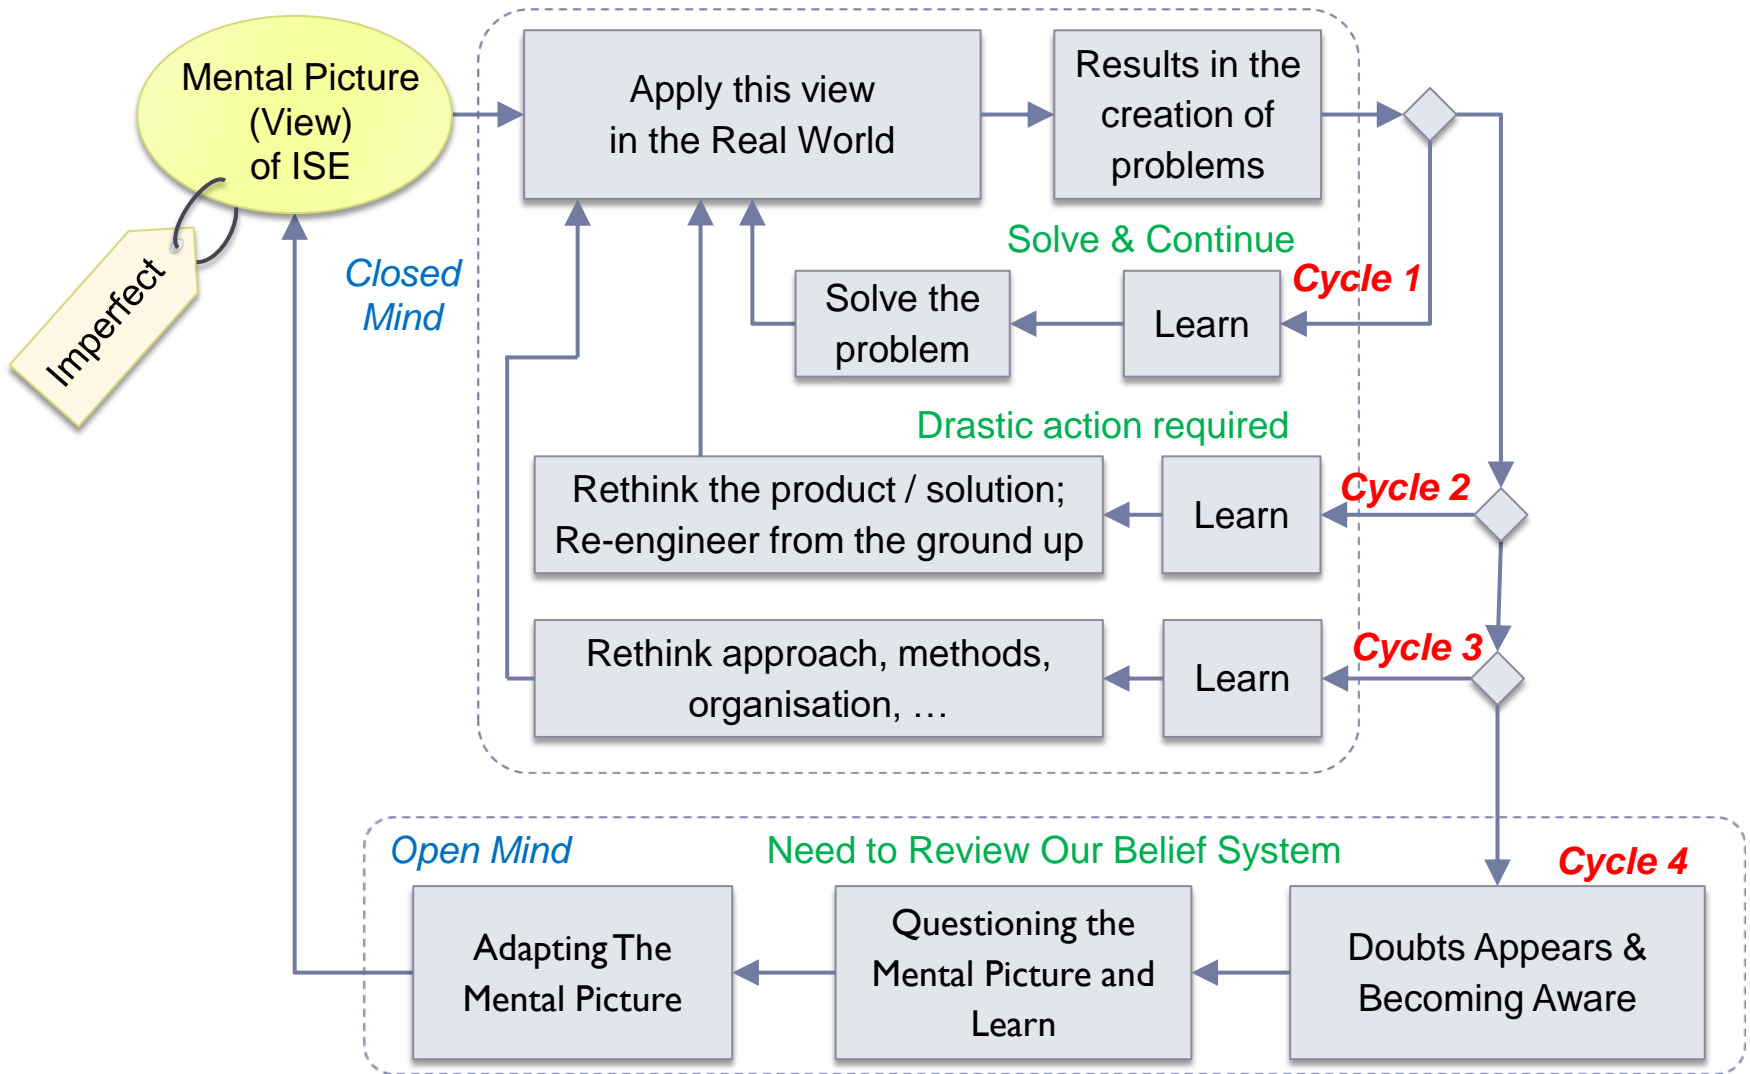 Mental Picture
(View)
of ISE
Imperfect
Closed
Mind
Apply this view
in the Real World
Results in the
creation of
problems
Solve & Continue
Cycle 1
Solve the
problem
Learn
Drastic action required
Cycle 2
Rethink the product / solution;
Re-engineer from the ground up
Learn
Cycle 3
Rethink approach, methods,
organisation, …
Learn
Open Mind
Need to Review Our Belief System
Cycle 4
Adapting The
Mental Picture
Questioning the
Mental Picture and
Learn
Doubts Appears &
Becoming Aware